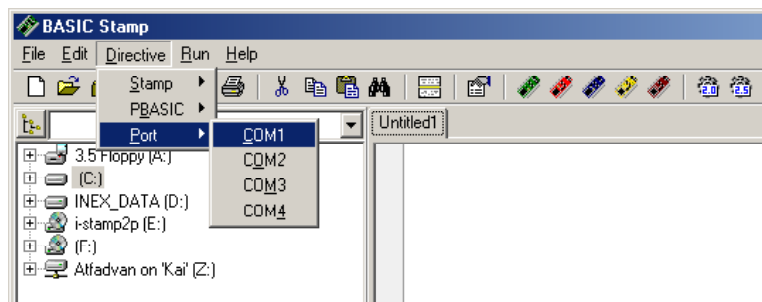 BASIC Stamp
File Edit Directive Run Help
Stamp
PBASIC
Port
COM1
COM2
COM3
COM4
2.0 2.5
Untitled1
3.5 Floppy (A:)
(C:)
INEX_DATA (D:)
i-stamp2p (E:)
(F:)
Atfadvan on 'Kai' (Z:)